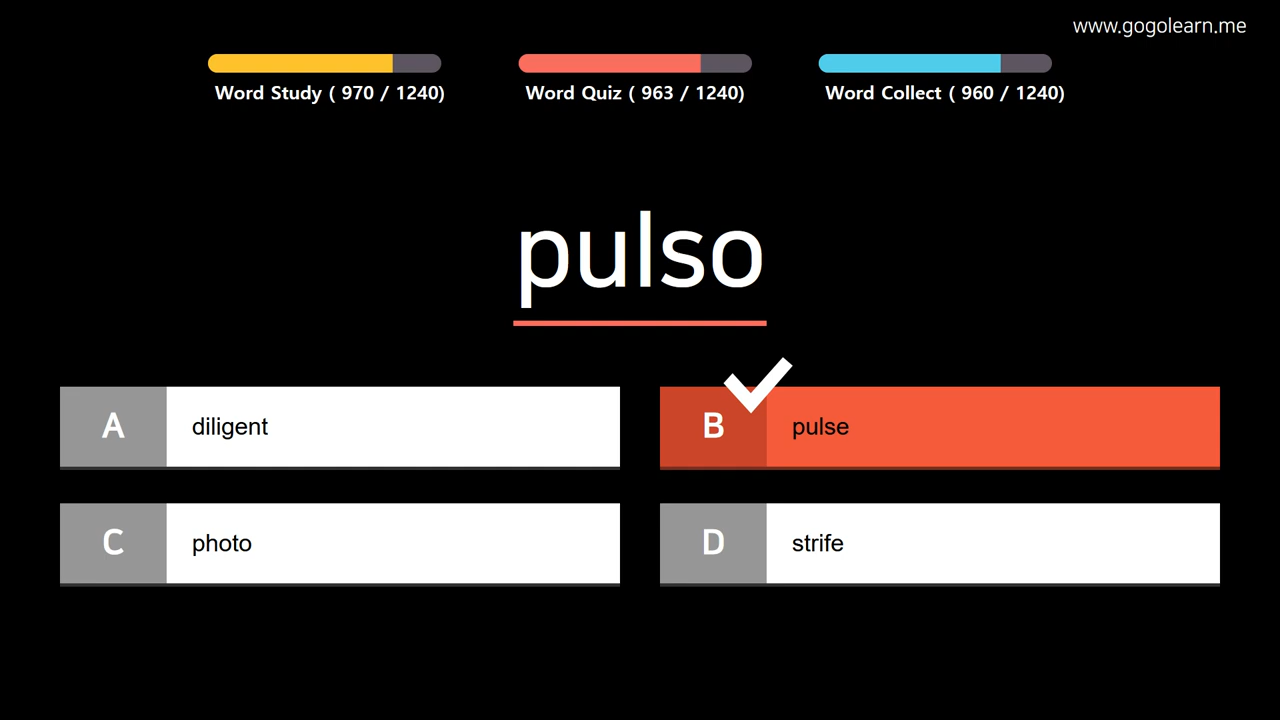 www.gogolearn.me
Word Study ( 970 / 1240)
Word Quiz ( 963 / 1240)
Word Collect ( 960 / 1240)
pulso
A diligent
B pulse
C photo
D strife